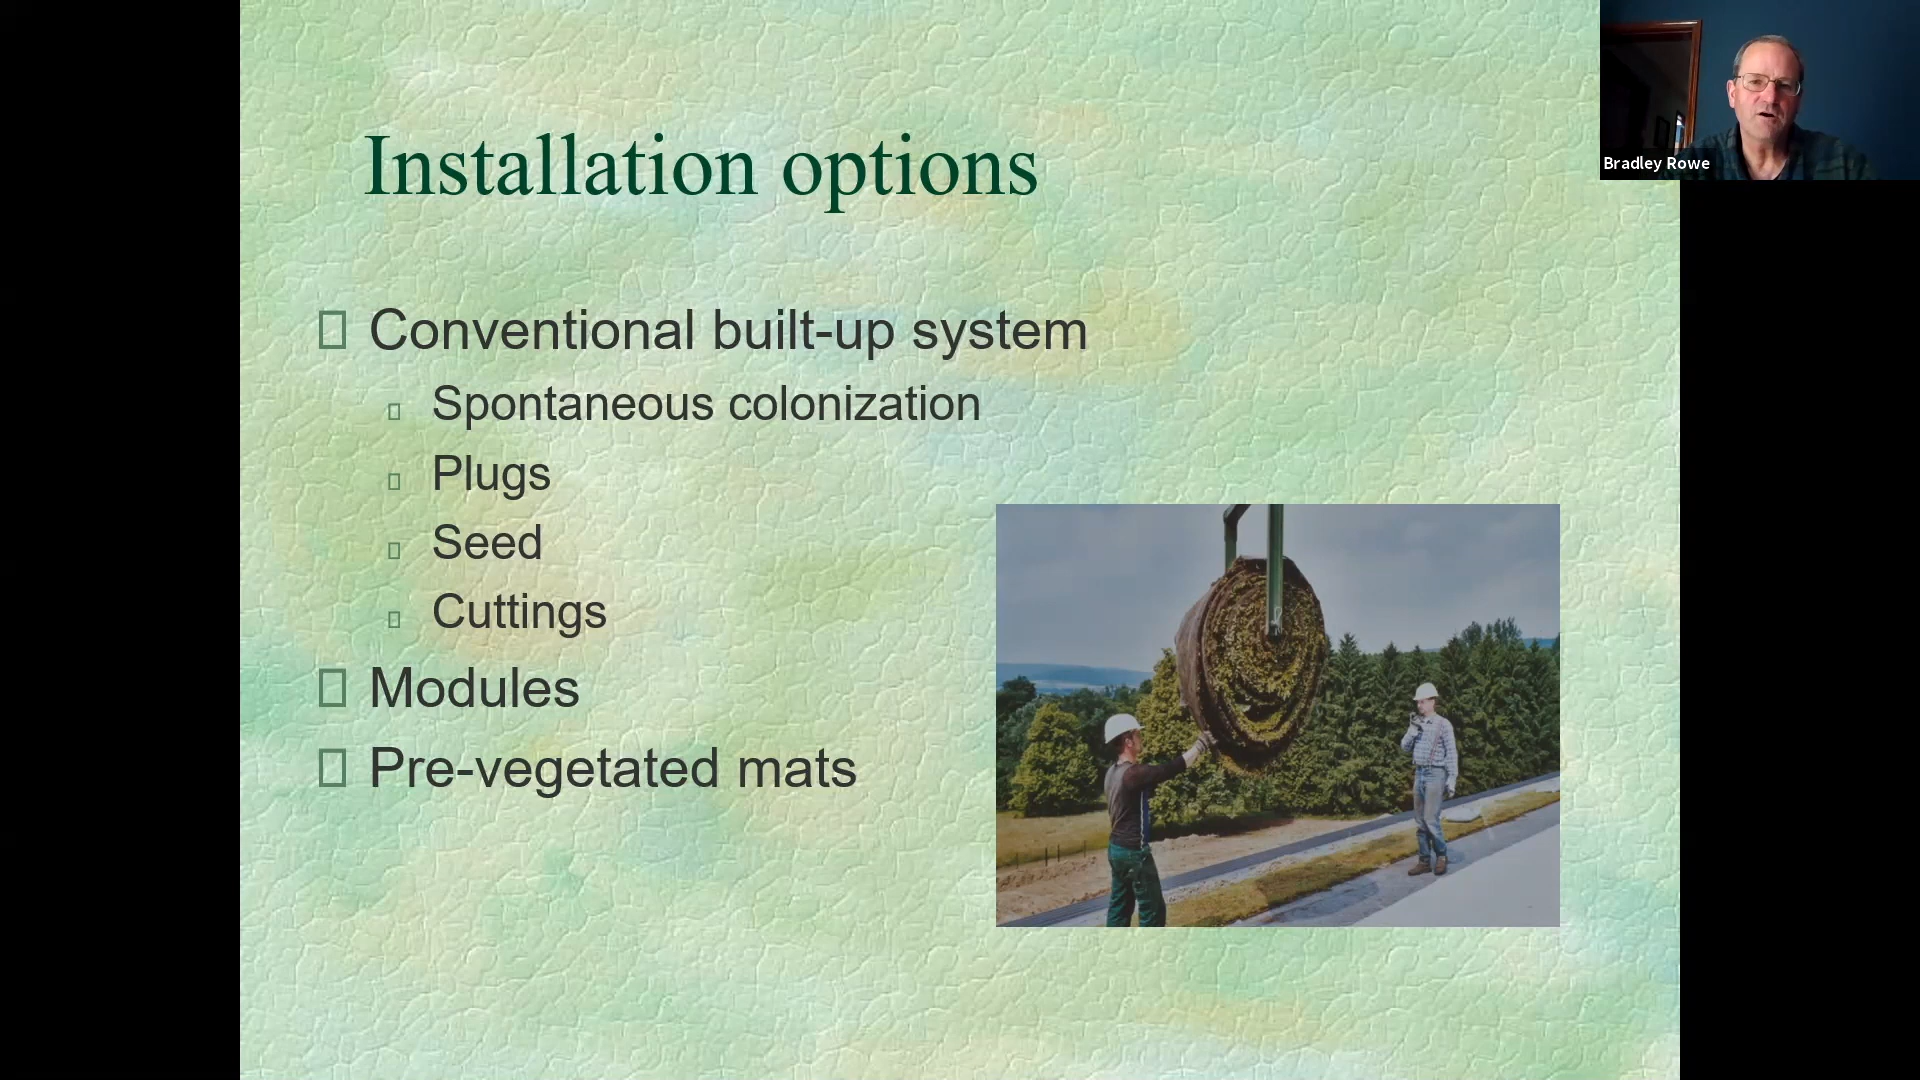 Installation options
Conventional built-up system
Spontaneous colonization
Plugs
Seed
Cuttings
Modules
Pre-vegetated mats
Bradley Rowe